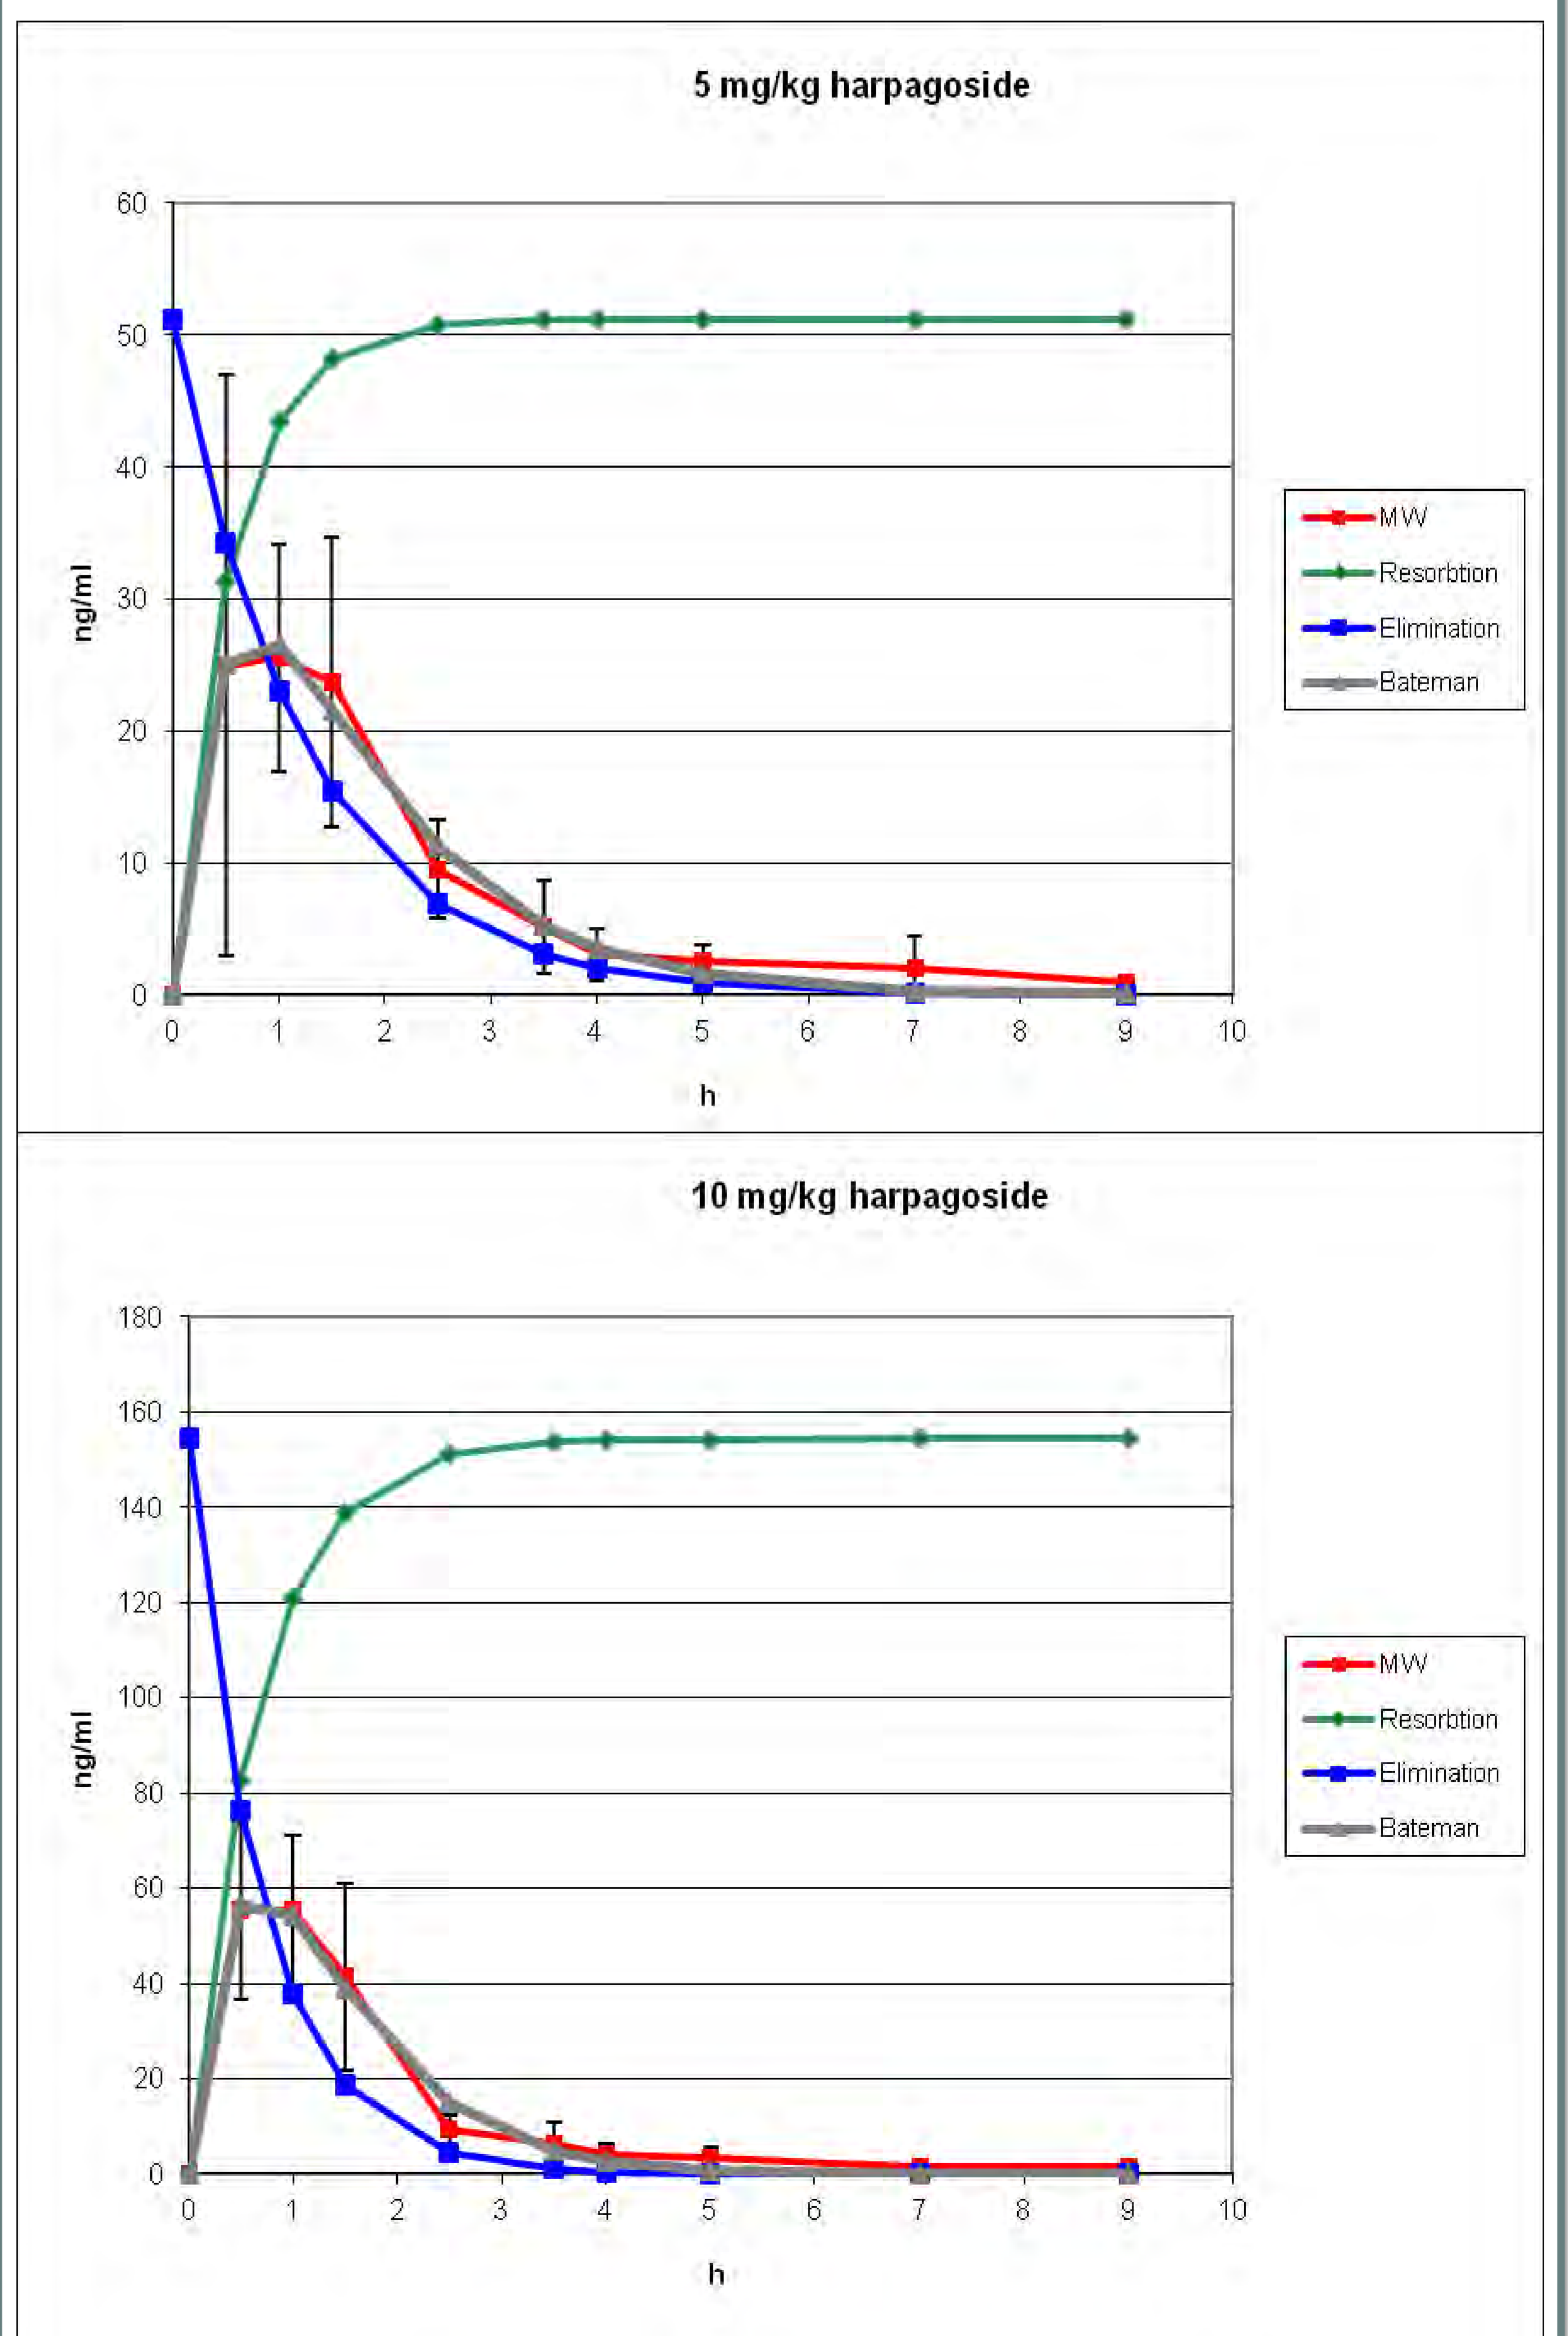 5 mg/kg harpagoside
60
50
40
30
20
10
0
ng/ml
0 1 2 3 4 5 6 7 8 9 10
h
MW
Resorbtion
Elimination
Bateman
10 mg/kg harpagoside
180
160
140
120
100
80
60
40
20
0
ng/ml
0 1 2 3 4 5 6 7 8 9 10
h
MW
Resorbtion
Elimination
Bateman